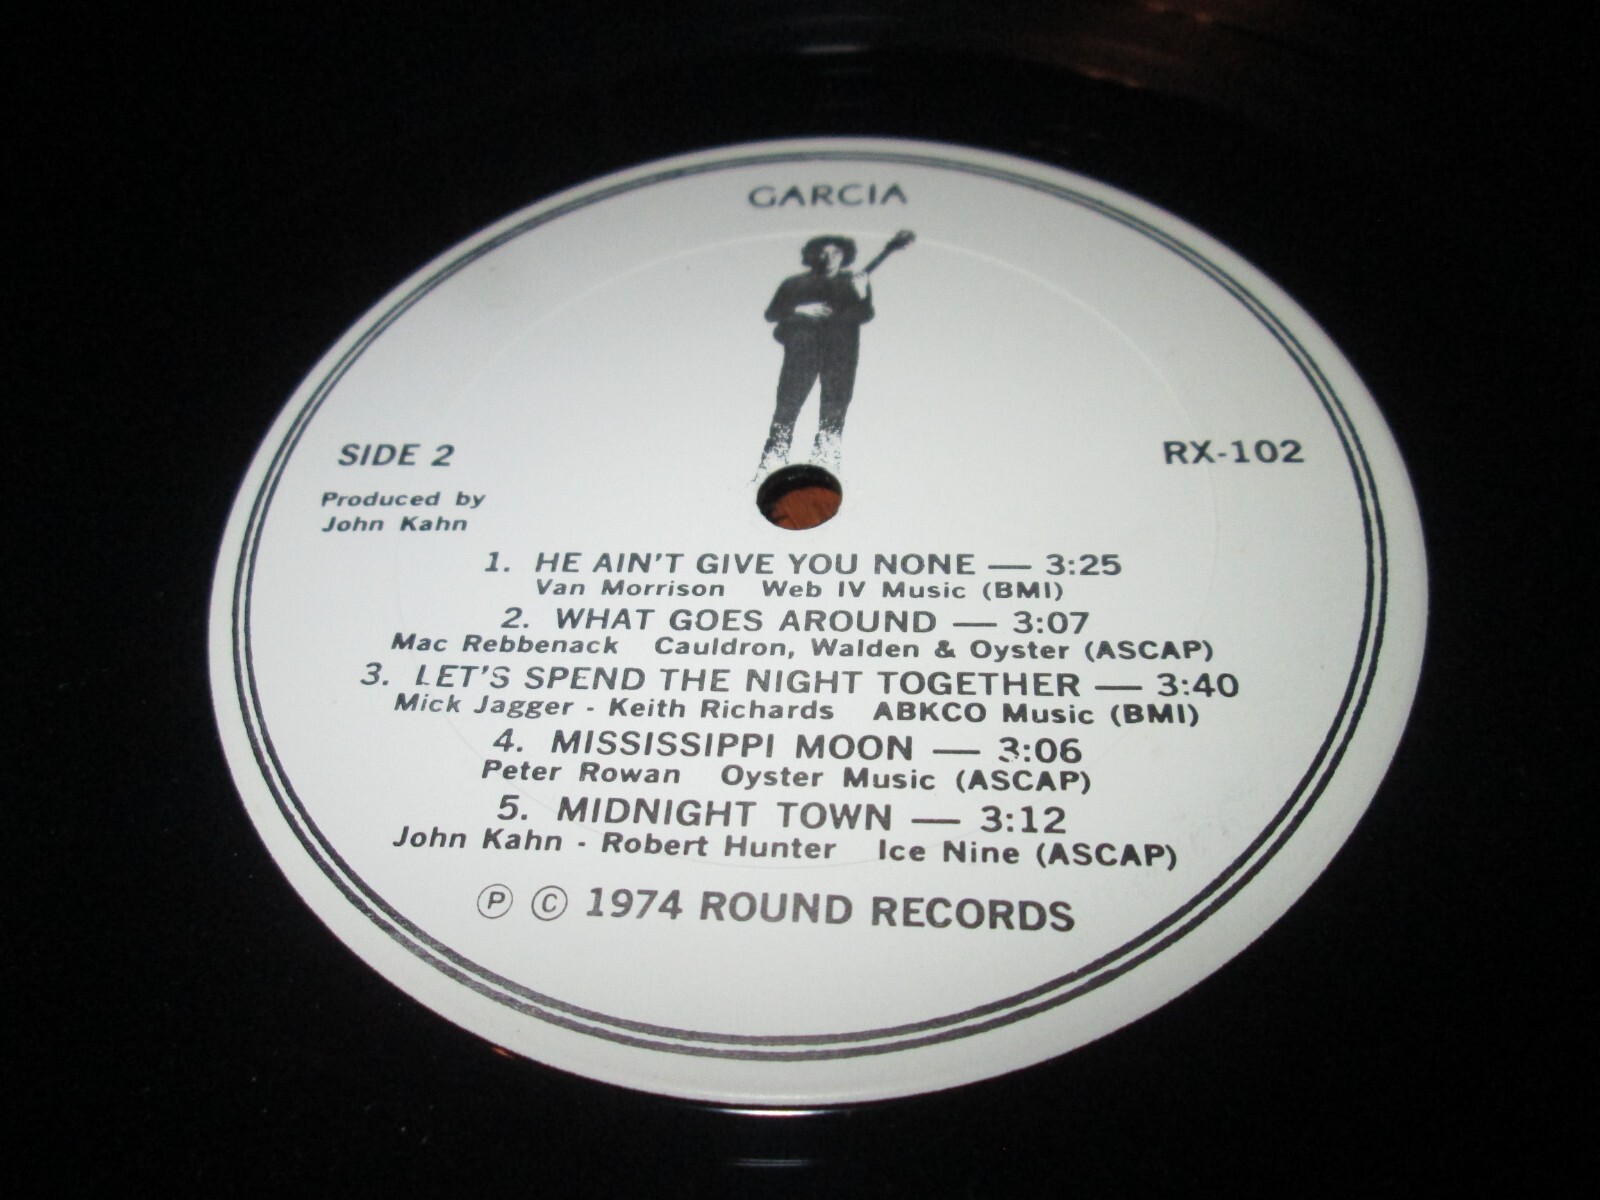 GARCIA
SIDE 2
RX-102
Produced by
John Kahn
1. HE AIN'T GIVE YOU NONE — 3:25
Van Morrison Web IV Music (BMI)
2. WHAT GOES AROUND — 3:07
Mac Rebbenack Cauldron, Walden & Oyster (ASCAP)
3. LET'S SPEND THE NIGHT TOGETHER — 3:40
Mick Jagger - Keith Richards ABKCO Music (BMI)
4. MISSISSIPPI MOON — 3:06
Peter Rowan Oyster Music (ASCAP)
5. MIDNIGHT TOWN — 3:12
John Kahn - Robert Hunter Ice Nine (ASCAP)
Ⓟ © 1974 ROUND RECORDS